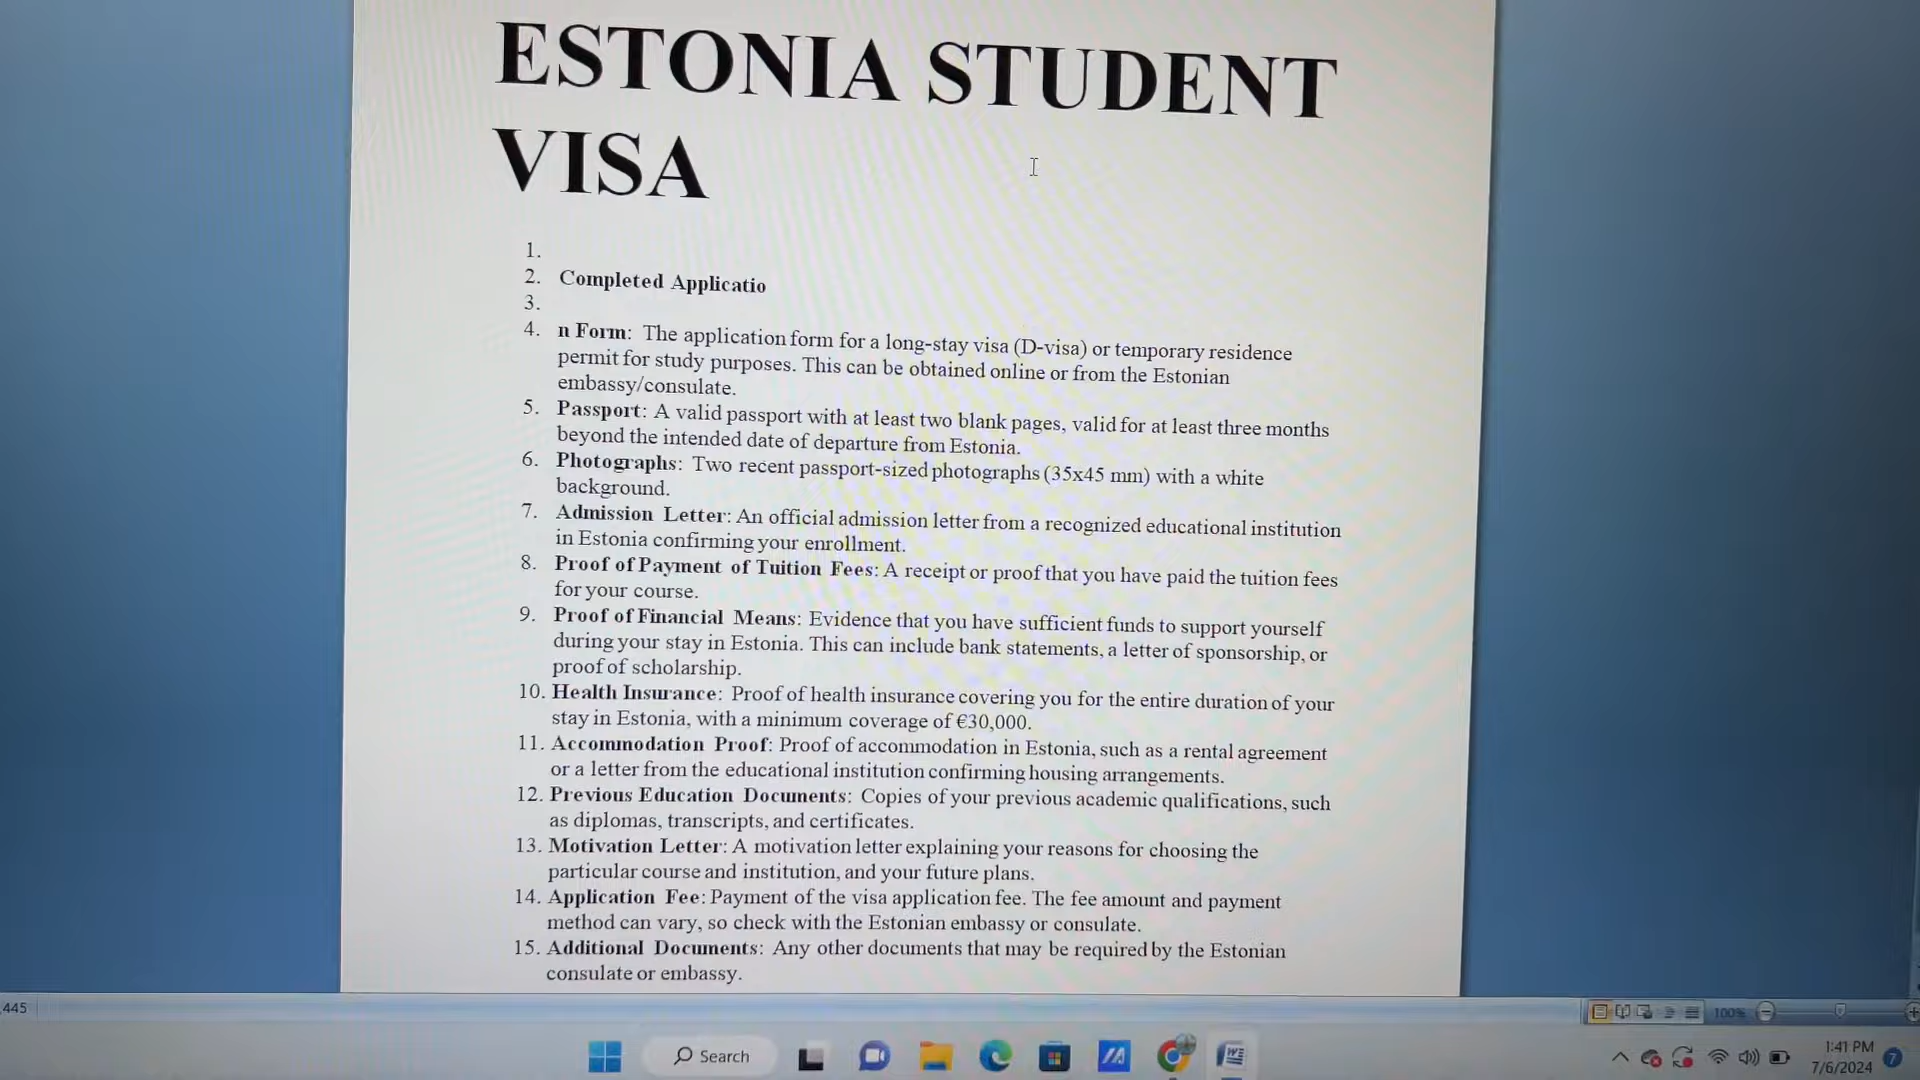 ESTONIA STUDENT
VISA
1.
2. Completed Applicatio
3.
4. n Form: The application form for a long-stay visa (D-visa) or temporary residence
permit for study purposes. This can be obtained online or from the Estonian
embassy/consulate.
5. Passport: A valid passport with at least two blank pages, valid for at least three months
beyond the intended date of departure from Estonia.
6. Photographs: Two recent passport-sized photographs (35x45 mm) with a white
background.
7. Admission Letter: An official admission letter from a recognized educational institution
in Estonia confirming your enrollment.
8. Proof of Payment of Tuition Fees: A receipt or proof that you have paid the tuition fees
for your course.
9. Proof of Financial Means: Evidence that you have sufficient funds to support yourself
during your stay in Estonia. This can include bank statements, a letter of sponsorship, or
proof of scholarship.
10. Health Insurance: Proof of health insurance covering you for the entire duration of your
stay in Estonia, with a minimum coverage of €30,000.
11. Accommodation Proof: Proof of accommodation in Estonia, such as a rental agreement
or a letter from the educational institution confirming housing arrangements.
12. Previous Education Documents: Copies of your previous academic qualifications, such
as diplomas, transcripts, and certificates.
13. Motivation Letter: A motivation letter explaining your reasons for choosing the
particular course and institution, and your future plans.
14. Application Fee: Payment of the visa application fee. The fee amount and payment
method can vary, so check with the Estonian embassy or consulate.
15. Additional Documents: Any other documents that may be required by the Estonian
consulate or embassy.
445
100%
Search
1:41 PM
7/6/2024
7